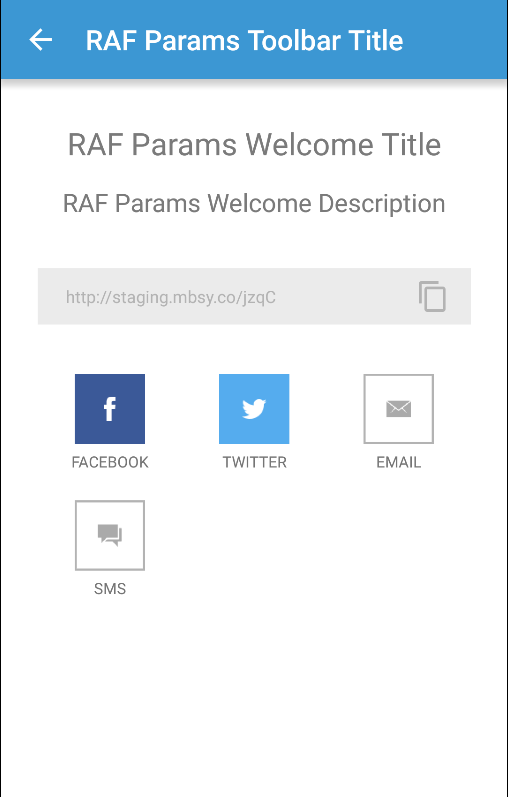 RAF Params Toolbar Title
RAF Params Welcome Title
RAF Params Welcome Description
http://staging.mbsy.co/jzqC
FACEBOOK
TWITTER
EMAIL
SMS